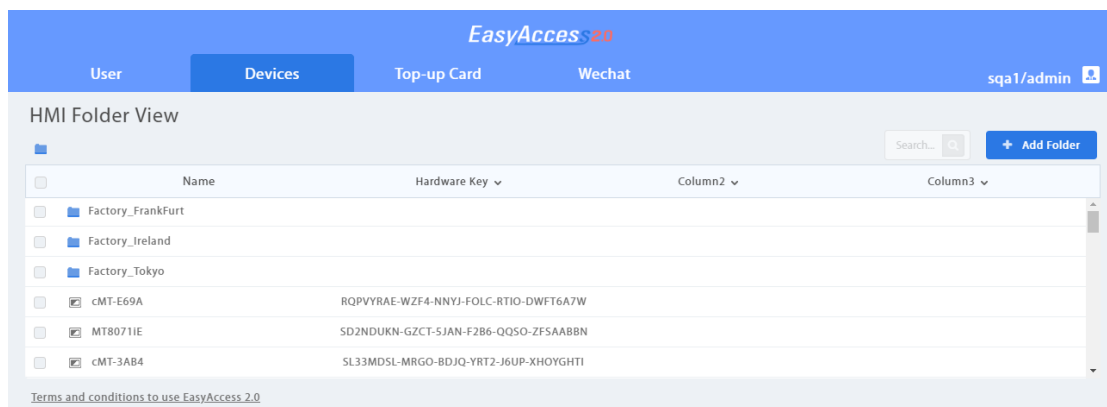 EasyAccess2.0
User Devices Top-up Card Wechat sqa1/admin
HMI Folder View
Search... + Add Folder
Name Hardware Key Column2 Column3
Factory_FrankFurt
Factory_Ireland
Factory_Tokyo
cMT-E69A RQPVYRAE-WZF4-NNYJ-FOLC-RTIO-DWFT6A7W
MT8071iE SD2NDUKN-GZCT-5JAN-F2B6-QQSO-ZFSAABBN
cMT-3AB4 SL33MDSL-MRGO-BDJQ-YRT2-J6UP-XHOYGHTI
Terms and conditions to use EasyAccess 2.0